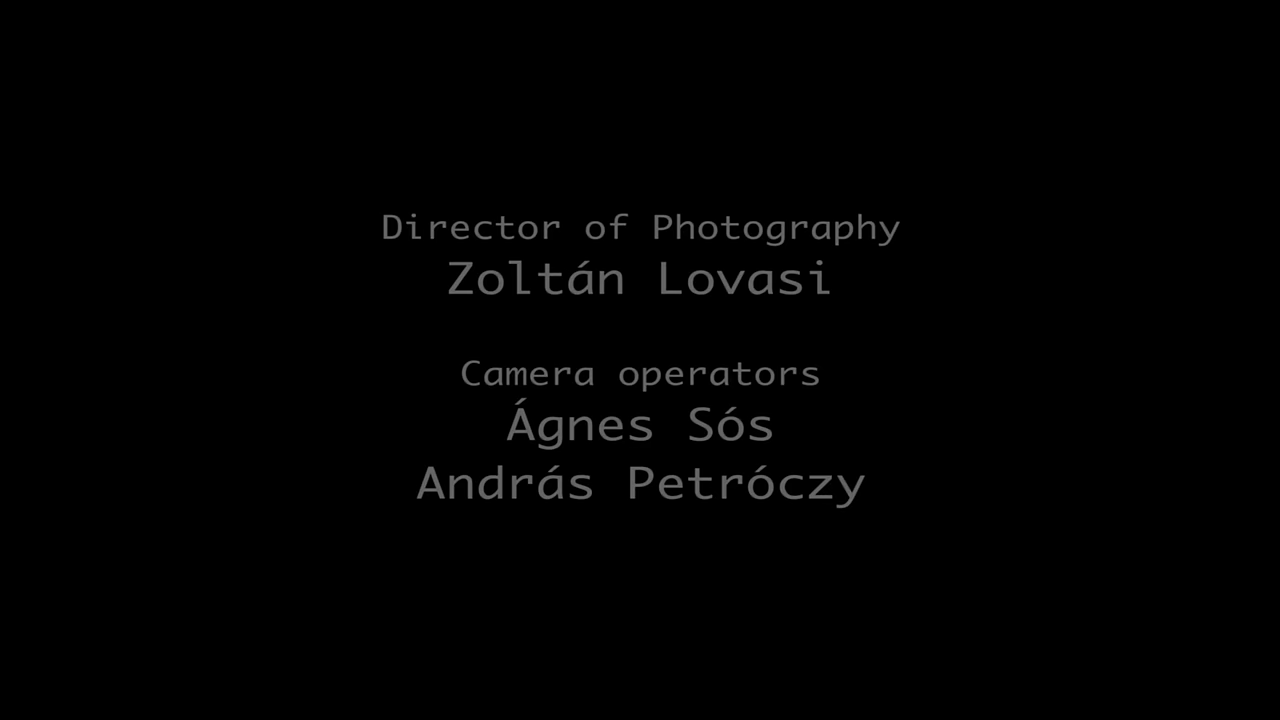 Director of Photography
Zoltán Lovasi
Camera operators
Ágnes Sós
András Petróczy